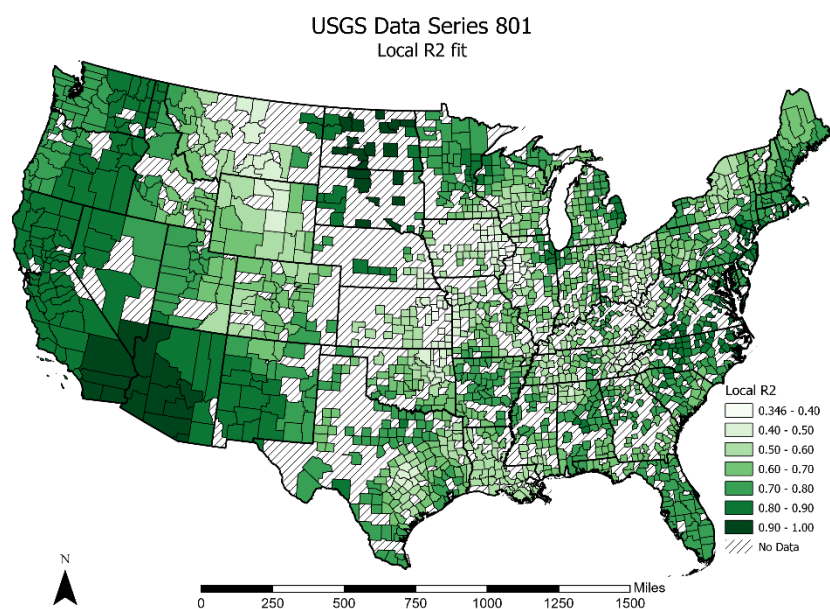 USGS Data Series 801
Local R2 fit
Local R2
0.346 - 0.40
0.40 - 0.50
0.50 - 0.60
0.60 - 0.70
0.70 - 0.80
0.80 - 0.90
0.90 - 1.00
No Data
N
Miles
0 250 500 750 1000 1250 1500